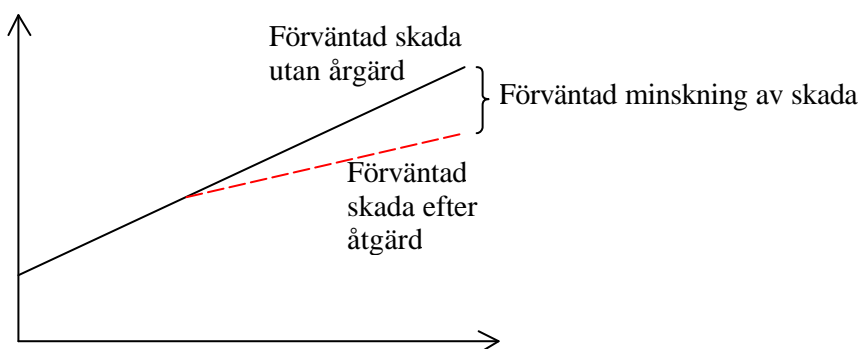 Förväntad skada
utan årgärd
Förväntad minskning av skada
Förväntad
skada efter
åtgärd